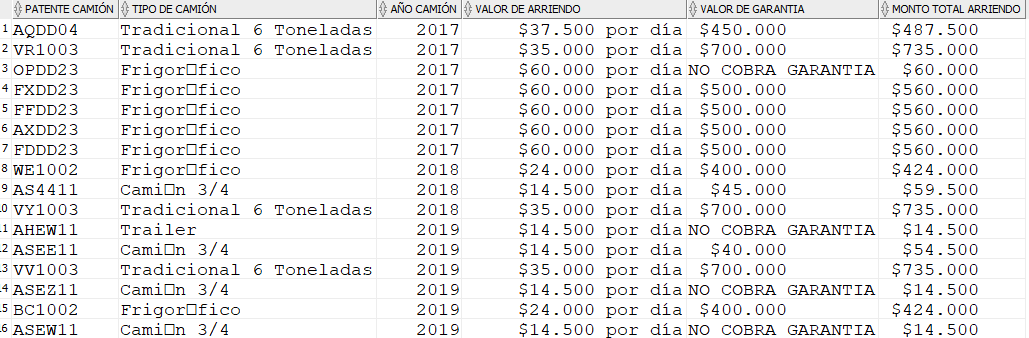 PATENTE CAMIÓN TIPO DE CAMIÓN AÑO CAMIÓN VALOR DE ARRIENDO VALOR DE GARANTIA MONTO TOTAL ARRIENDO
1 AQDD04 Tradicional 6 Toneladas 2017 $37.500 por día $450.000 $487.500
2 VR1003 Tradicional 6 Toneladas 2017 $35.000 por día $700.000 $735.000
3 OPDD23 Frigor□fico 2017 $60.000 por día NO COBRA GARANTIA $60.000
4 FXDD23 Frigor□fico 2017 $60.000 por día $500.000 $560.000
5 FFDD23 Frigor□fico 2017 $60.000 por día $500.000 $560.000
6 AXDD23 Frigor□fico 2017 $60.000 por día $500.000 $560.000
7 FDDD23 Frigor□fico 2017 $60.000 por día $500.000 $560.000
8 WE1002 Frigor□fico 2018 $24.000 por día $400.000 $424.000
9 AS4411 Cami□n 3/4 2018 $14.500 por día $45.000 $59.500
10 VY1003 Tradicional 6 Toneladas 2018 $35.000 por día $700.000 $735.000
11 AHEW11 Trailer 2019 $14.500 por día NO COBRA GARANTIA $14.500
12 ASEE11 Cami□n 3/4 2019 $14.500 por día $40.000 $54.500
13 VV1003 Tradicional 6 Toneladas 2019 $35.000 por día $700.000 $735.000
14 ASEZ11 Cami□n 3/4 2019 $14.500 por día NO COBRA GARANTIA $14.500
15 BC1002 Frigor□fico 2019 $24.000 por día $400.000 $424.000
16 ASEW11 Cami□n 3/4 2019 $14.500 por día NO COBRA GARANTIA $14.500